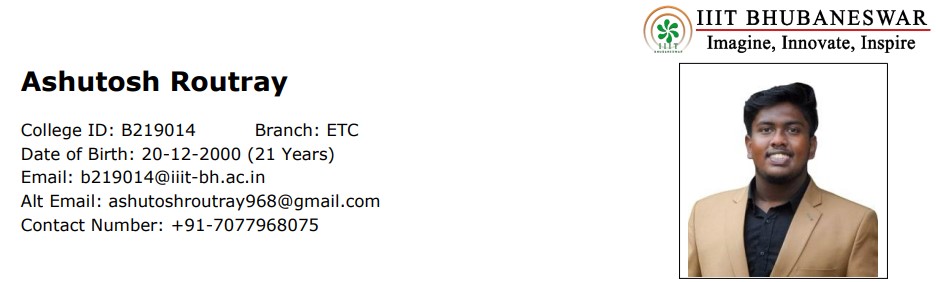 IIIT BHUBANESWAR
Imagine, Innovate, Inspire
IIIT
BHUBANESWAR
Ashutosh Routray
College ID: B219014 Branch: ETC
Date of Birth: 20-12-2000 (21 Years)
Email: b219014@iiit-bh.ac.in
Alt Email: ashutoshroutray968@gmail.com
Contact Number: +91-7077968075